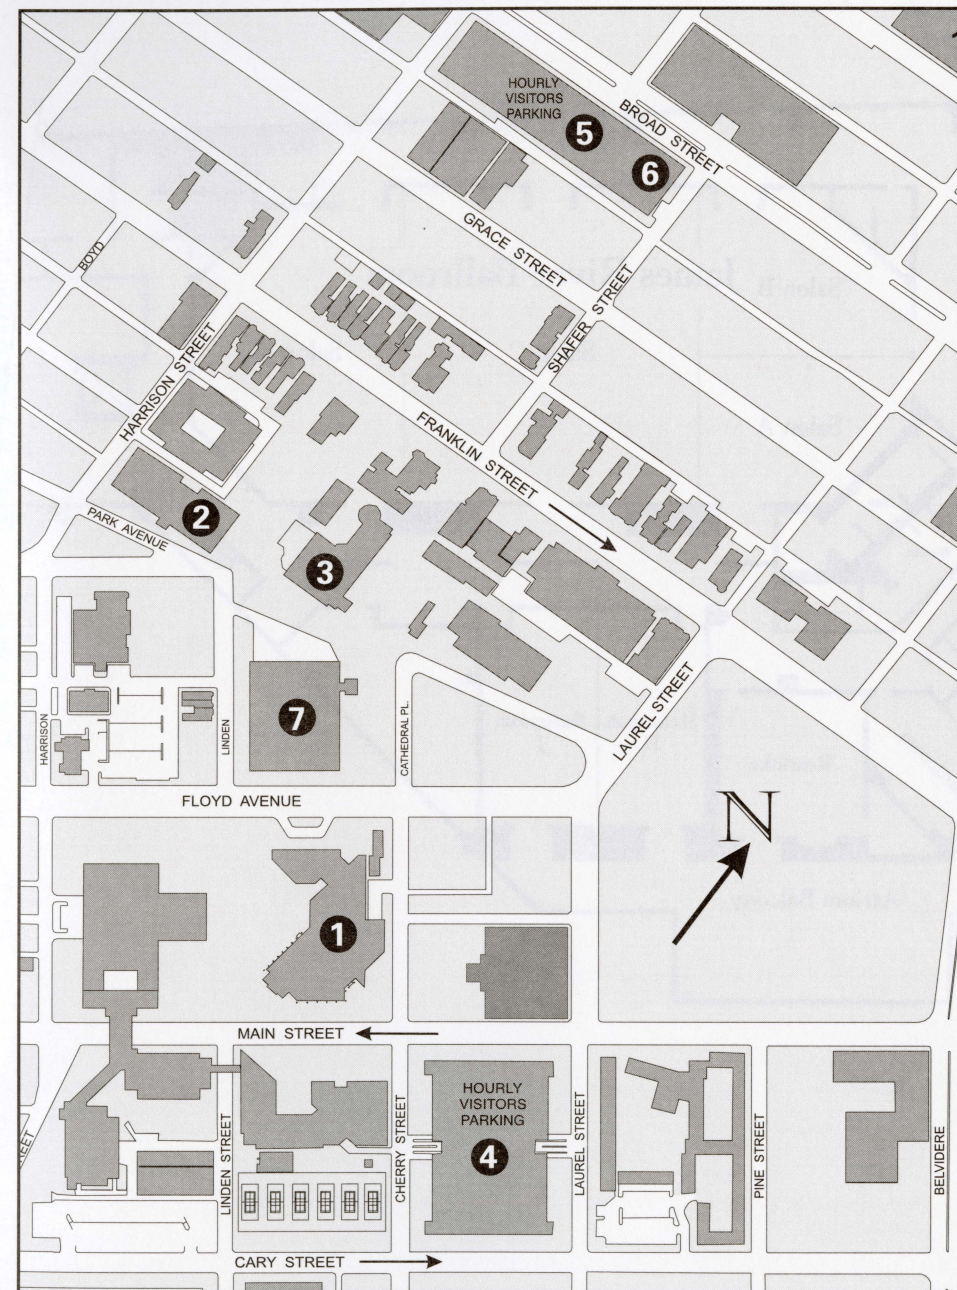 HOURLY
VISITORS
PARKING
5
6
BROAD STREET
GRACE STREET
SHAFER STREET
BOYD
HARRISON STREET
FRANKLIN STREET
2
PARK AVENUE
3
7
HARRISON
LINDEN
CATHEDRAL PL.
LAUREL STREET
FLOYD AVENUE
N
1
MAIN STREET
HOURLY
VISITORS
PARKING
4
LINDEN STREET
CHERRY STREET
LAUREL STREET
PINE STREET
BELVIDERE
CARY STREET